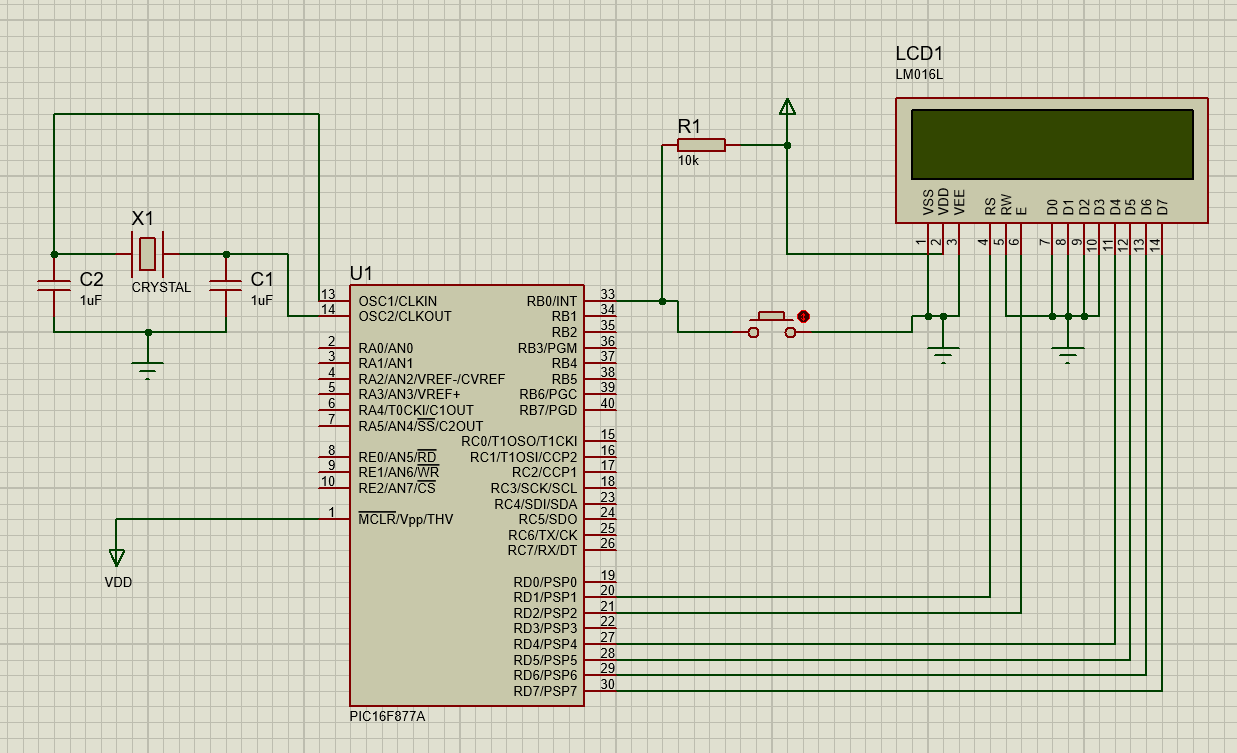 LCD1
LM016L
VSS
VDD
VEE
RS
RW
E
D0
D1
D2
D3
D4
D5
D6
D7
1
2
3
4
5
6
7
8
9
10
11
12
13
14
R1
10k
X1
CRYSTAL
C2
1uF
C1
1uF
U1
13 OSC1/CLKIN
14 OSC2/CLKOUT
2 RA0/AN0
3 RA1/AN1
4 RA2/AN2/VREF-/CVREF
5 RA3/AN3/VREF+
6 RA4/T0CKI/C1OUT
7 RA5/AN4/SS/C2OUT
8 RE0/AN5/RD
9 RE1/AN6/WR
10 RE2/AN7/CS
1 MCLR/Vpp/THV
RB0/INT 33
RB1 34
RB2 35
RB3/PGM 36
RB4 37
RB5 38
RB6/PGC 39
RB7/PGD 40
RC0/T1OSO/T1CKI 15
RC1/T1OSI/CCP2 16
RC2/CCP1 17
RC3/SCK/SCL 18
RC4/SDI/SDA 23
RC5/SDO 24
RC6/TX/CK 25
RC7/RX/DT 26
RD0/PSP0 19
RD1/PSP1 20
RD2/PSP2 21
RD3/PSP3 22
RD4/PSP4 27
RD5/PSP5 28
RD6/PSP6 29
RD7/PSP7 30
PIC16F877A
VDD